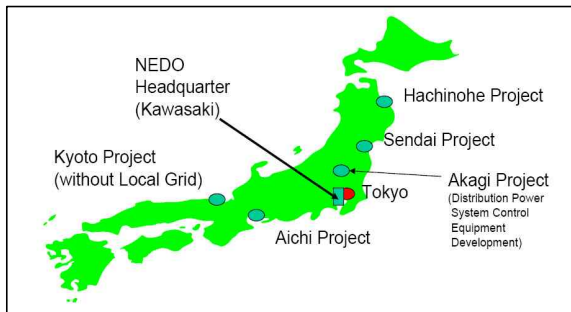 NEDO
Headquarter
(Kawasaki)
Hachinohe Project
Sendai Project
Kyoto Project
(without Local Grid)
Tokyo
Akagi Project
(Distribution Power
System Control
Equipment
Development)
Aichi Project